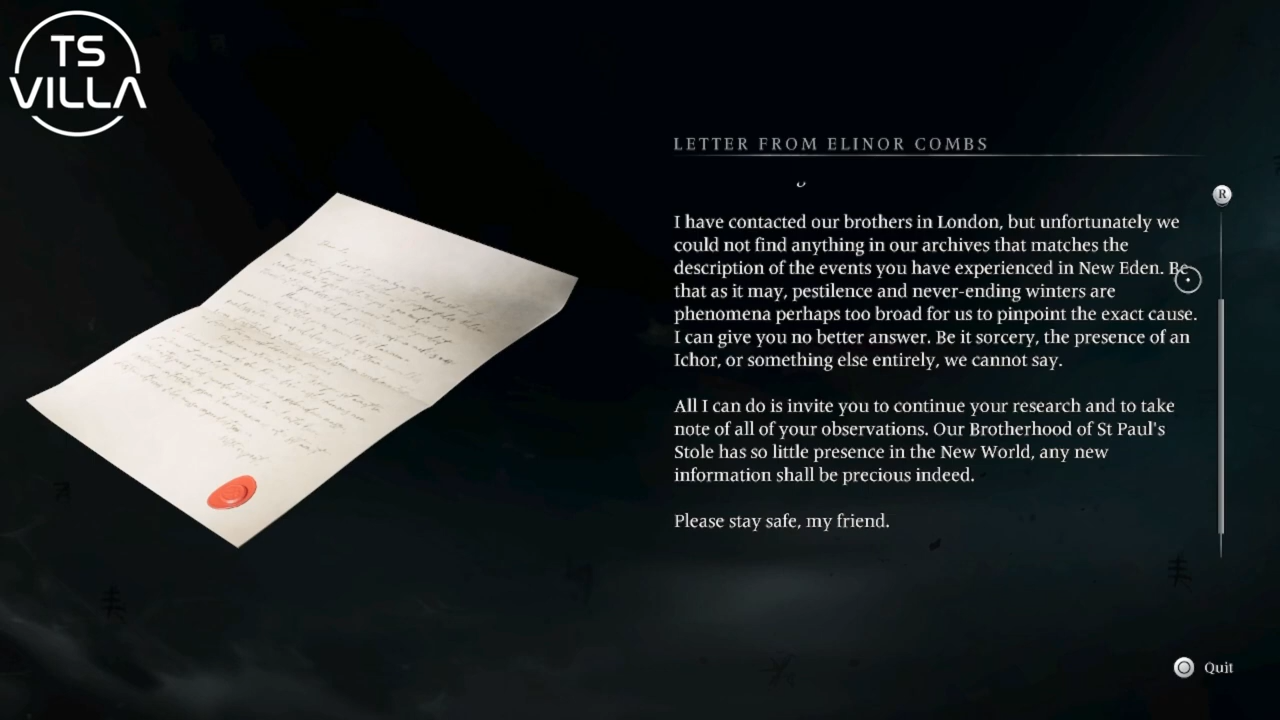 TS
VILLA
LETTER FROM ELINOR COMBS
R
I have contacted our brothers in London, but unfortunately we
could not find anything in our archives that matches the
description of the events you have experienced in New Eden. Be
that as it may, pestilence and never-ending winters are
phenomena perhaps too broad for us to pinpoint the exact cause.
I can give you no better answer. Be it sorcery, the presence of an
Ichor, or something else entirely, we cannot say.
All I can do is invite you to continue your research and to take
note of all of your observations. Our Brotherhood of St Paul's
Stole has so little presence in the New World, any new
information shall be precious indeed.
Please stay safe, my friend.
Quit